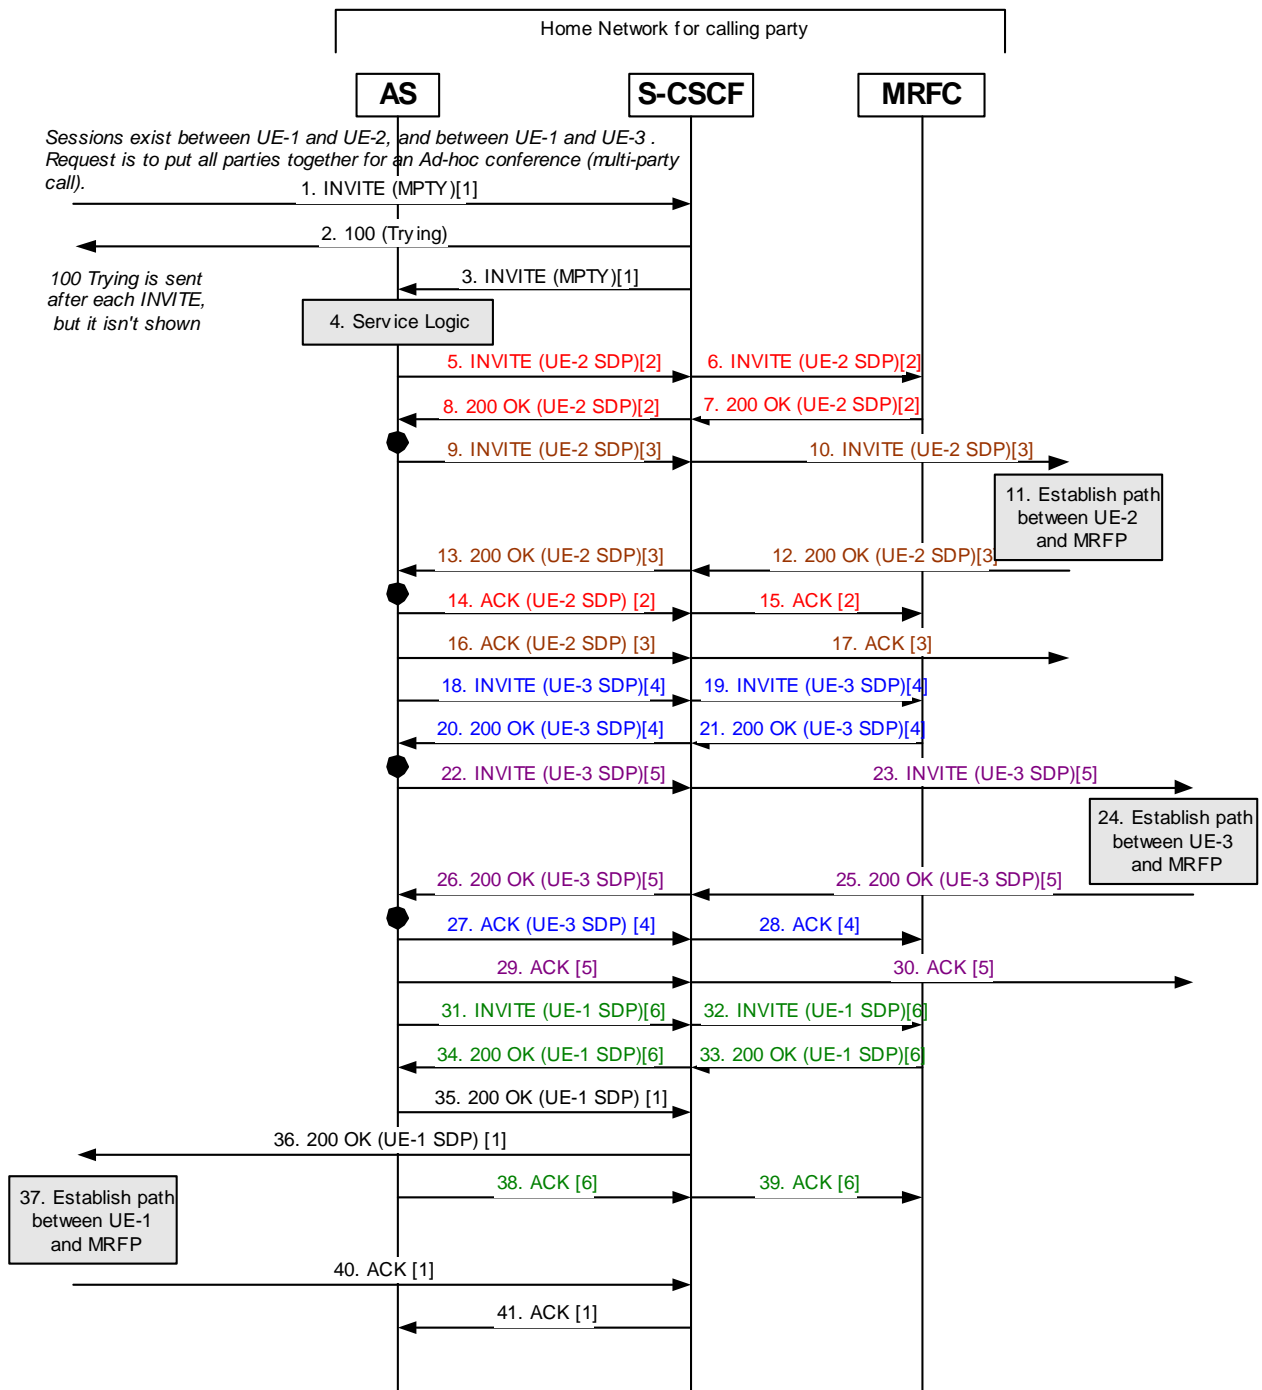 Home Network for calling party
AS
S-CSCF
MRFC
Sessions exist between UE-1 and UE-2, and between UE-1 and UE-3 .
Request is to put all parties together for an Ad-hoc conference (multi-party
call).
1. INVITE (MPTY)[1]
2. 100 (Trying)
100 Trying is sent
after each INVITE,
but it isn't shown
3. INVITE (MPTY)[1]
4. Service Logic
5. INVITE (UE-2 SDP)[2]
6. INVITE (UE-2 SDP)[2]
8. 200 OK (UE-2 SDP)[2]
7. 200 OK (UE-2 SDP)[2]
9. INVITE (UE-2 SDP)[3]
10. INVITE (UE-2 SDP)[3]
11. Establish path
between UE-2
and MRFP
13. 200 OK (UE-2 SDP)[3]
12. 200 OK (UE-2 SDP)[3]
14. ACK (UE-2 SDP) [2]
15. ACK [2]
16. ACK (UE-2 SDP) [3]
17. ACK [3]
18. INVITE (UE-3 SDP)[4]
19. INVITE (UE-3 SDP)[4]
20. 200 OK (UE-3 SDP)[4]
21. 200 OK (UE-3 SDP)[4]
22. INVITE (UE-3 SDP)[5]
23. INVITE (UE-3 SDP)[5]
24. Establish path
between UE-3
and MRFP
26. 200 OK (UE-3 SDP)[5]
25. 200 OK (UE-3 SDP)[5]
27. ACK (UE-3 SDP) [4]
28. ACK [4]
29. ACK [5]
30. ACK [5]
31. INVITE (UE-1 SDP)[6]
32. INVITE (UE-1 SDP)[6]
34. 200 OK (UE-1 SDP)[6]
33. 200 OK (UE-1 SDP)[6]
35. 200 OK (UE-1 SDP) [1]
36. 200 OK (UE-1 SDP) [1]
37. Establish path
between UE-1
and MRFP
38. ACK [6]
39. ACK [6]
40. ACK [1]
41. ACK [1]